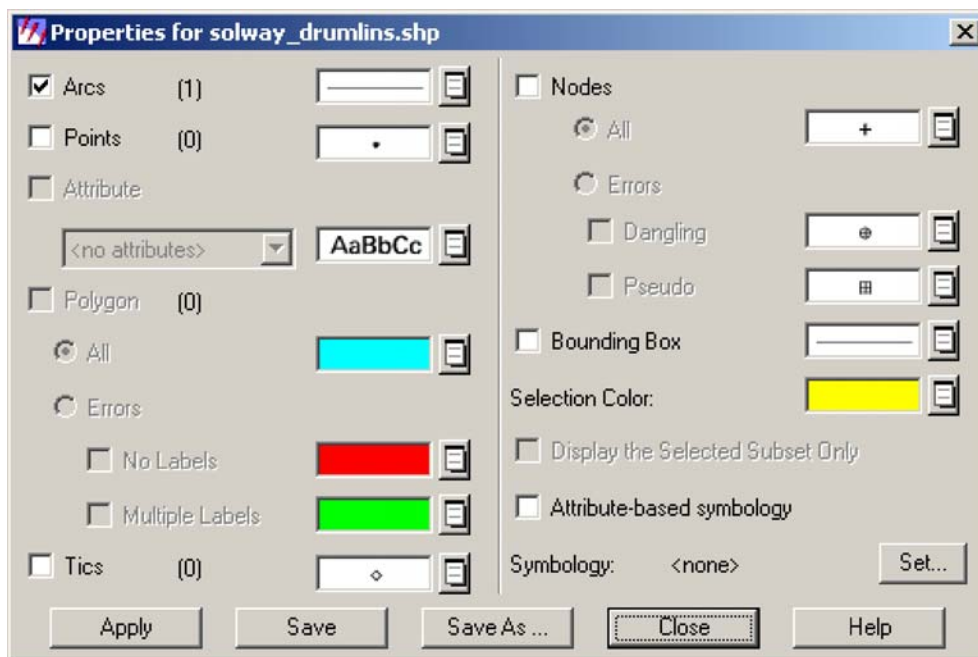 Properties for solway_drumlins.shp
Arcs (1)
Points (0)
Attribute
<no attributes> AaBbCc
Polygon (0)
All
Errors
No Labels
Multiple Labels
Tics (0)
Nodes
All
Errors
Dangling
Pseudo
Bounding Box
Selection Color:
Display the Selected Subset Only
Attribute-based symbology
Symbology: <none> Set...
Apply Save Save As ... Close Help